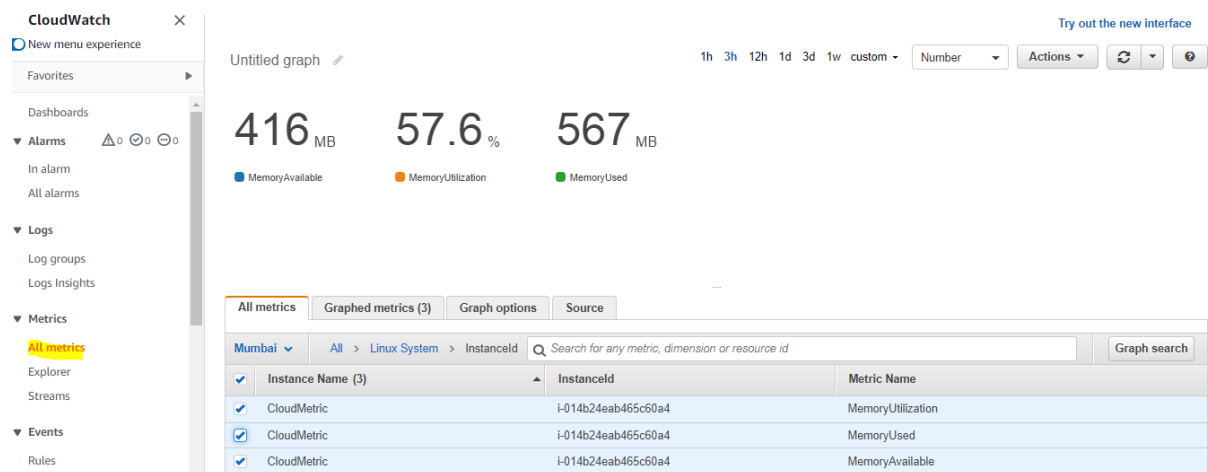 CloudWatch
New menu experience
Favorites
Dashboards
Alarms 0 0 0
In alarm
All alarms
Logs
Log groups
Logs Insights
Metrics
All metrics
Explorer
Streams
Events
Rules
Try out the new interface
Untitled graph
1h 3h 12h 1d 3d 1w custom Number Actions
416 MB 57.6 % 567 MB
MemoryAvailable MemoryUtilization MemoryUsed
All metrics Graphed metrics (3) Graph options Source
Mumbai All > Linux System > InstanceId Search for any metric, dimension or resource id Graph search
Instance Name (3) InstanceId Metric Name
CloudMetric i-014b24eab465c60a4 MemoryUtilization
CloudMetric i-014b24eab465c60a4 MemoryUsed
CloudMetric i-014b24eab465c60a4 MemoryAvailable